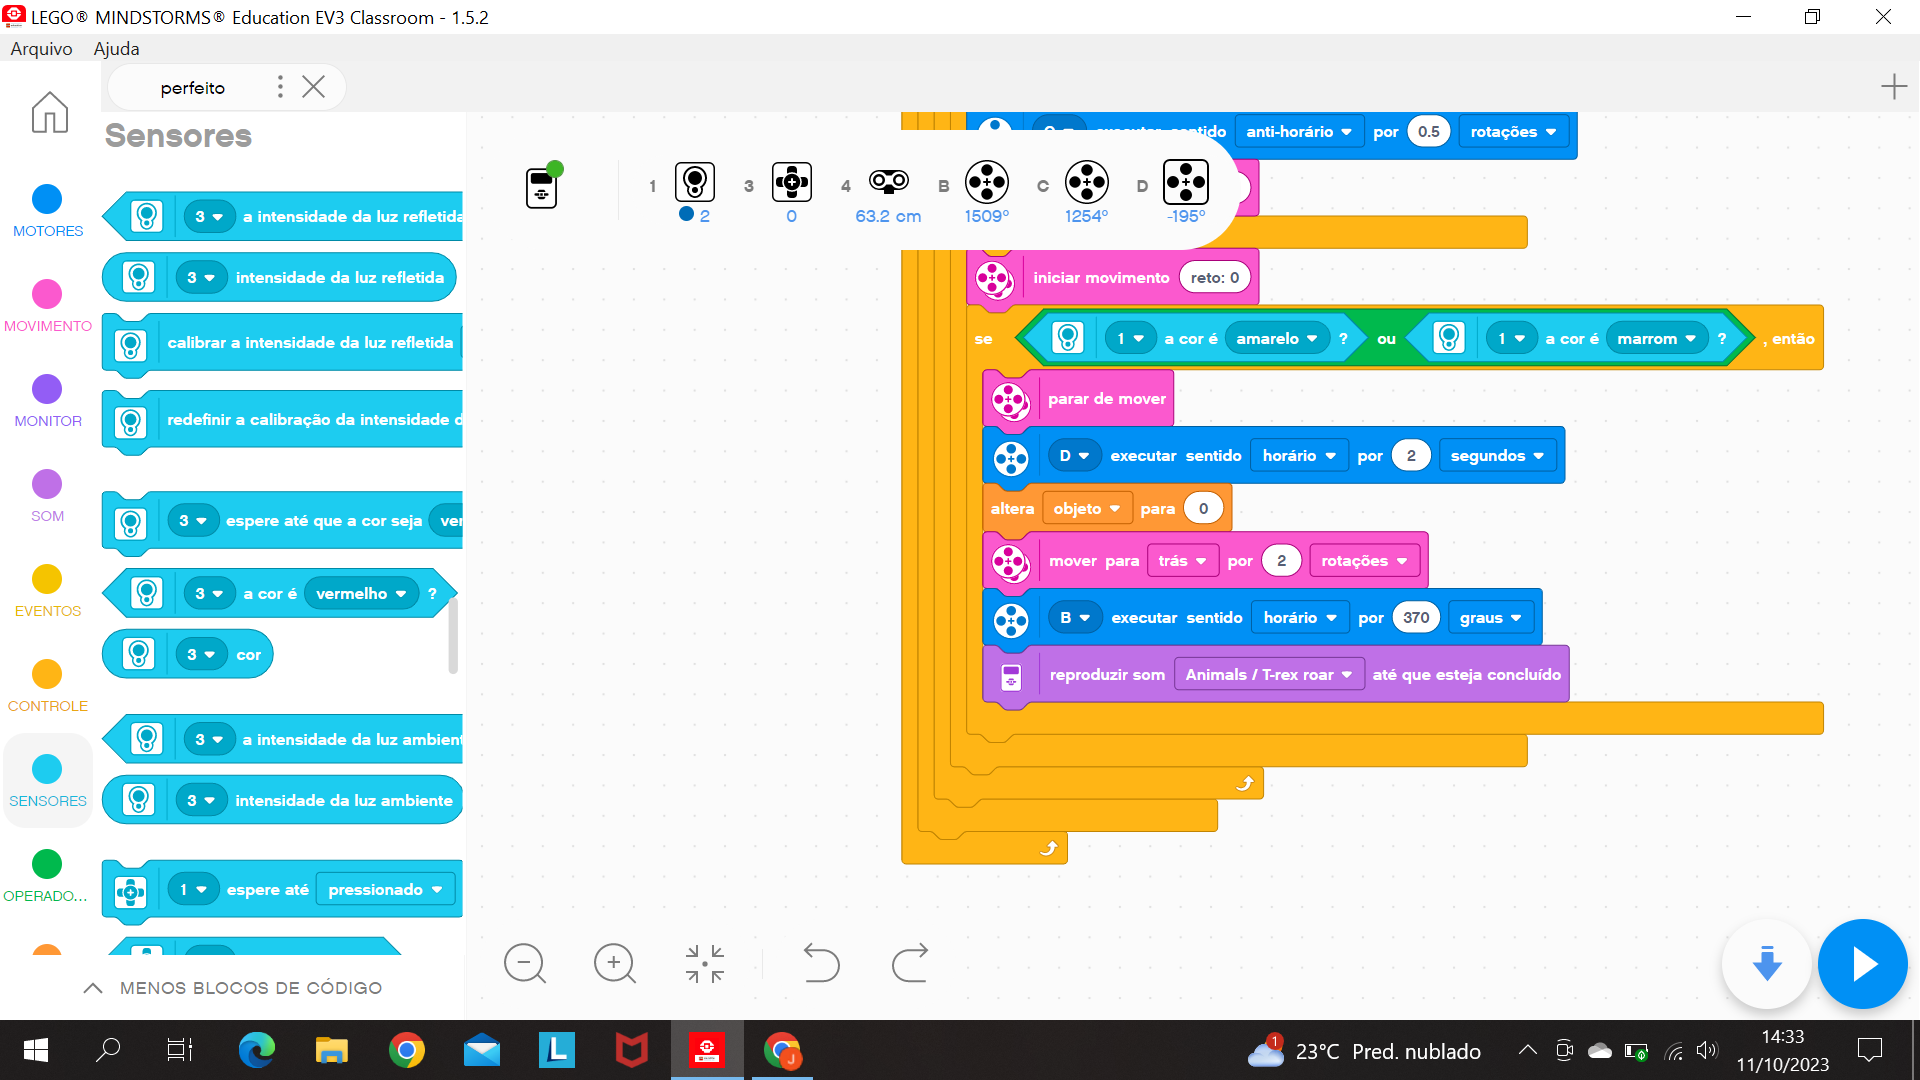 LEGO® MINDSTORMS® Education EV3 Classroom - 1.5.2
Arquivo Ajuda
perfeito
Sensores
MOTORES
MOVIMENTO
MONITOR
SOM
EVENTOS
CONTROLE
SENSORES
OPERADO...
3 a intensidade da luz refletida
3 intensidade da luz refletida
calibrar a intensidade da luz refletida
redefinir a calibração da intensidade d
3 espere até que a cor seja ver
3 a cor é vermelho ?
3 cor
3 a intensidade da luz ambient
3 intensidade da luz ambiente
1 espere até pressionado
MENOS BLOCOS DE CÓDIGO
1 3 4 B C D
2 0 63.2 cm 1509° 1254° -195°
executar sentido anti-horário por 0.5 rotações
iniciar movimento reto: 0
se 1 a cor é amarelo ? ou 1 a cor é marrom ? , então
parar de mover
D executar sentido horário por 2 segundos
altera objeto para 0
mover para trás por 2 rotações
B executar sentido horário por 370 graus
reproduzir som Animals / T-rex roar até que esteja concluído
1 23°C Pred. nublado
14:33
11/10/2023